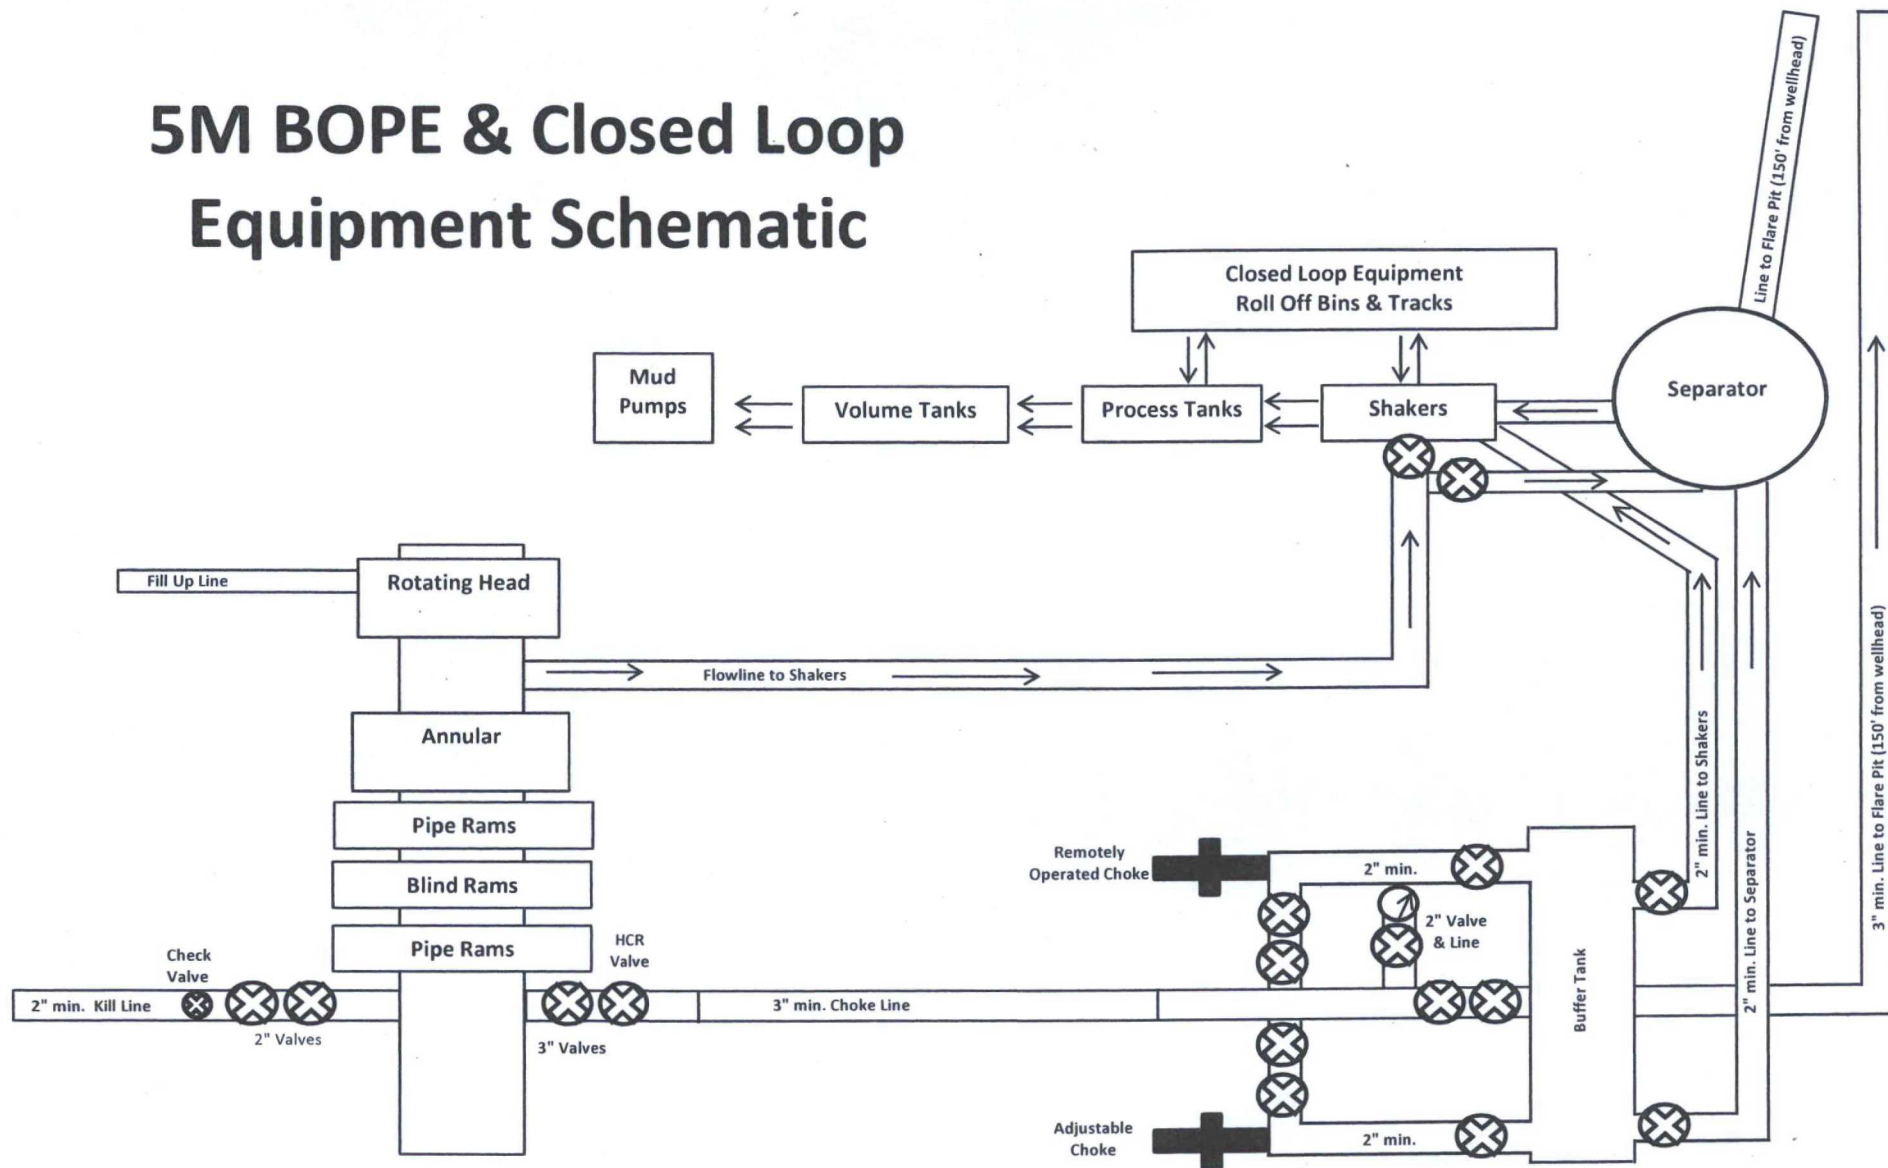 5M BOPE & Closed Loop
Equipment Schematic
Line to Flare Pit (150' from wellhead)
Closed Loop Equipment
Roll Off Bins & Tracks
Mud
Pumps
Volume Tanks
Process Tanks
Shakers
Separator
Fill Up Line
Rotating Head
Flowline to Shakers
Annular
Pipe Rams
Blind Rams
Pipe Rams
Check
Valve
HCR
Valve
2" min. Kill Line
2" Valves
3" Valves
3" min. Choke Line
Remotely
Operated Choke
2" min.
2" Valve
& Line
Adjustable
Choke
2" min.
Buffer Tank
2" min. Line to Shakers
2" min. Line to Separator
3" min. Line to Flare Pit (150' from wellhead)